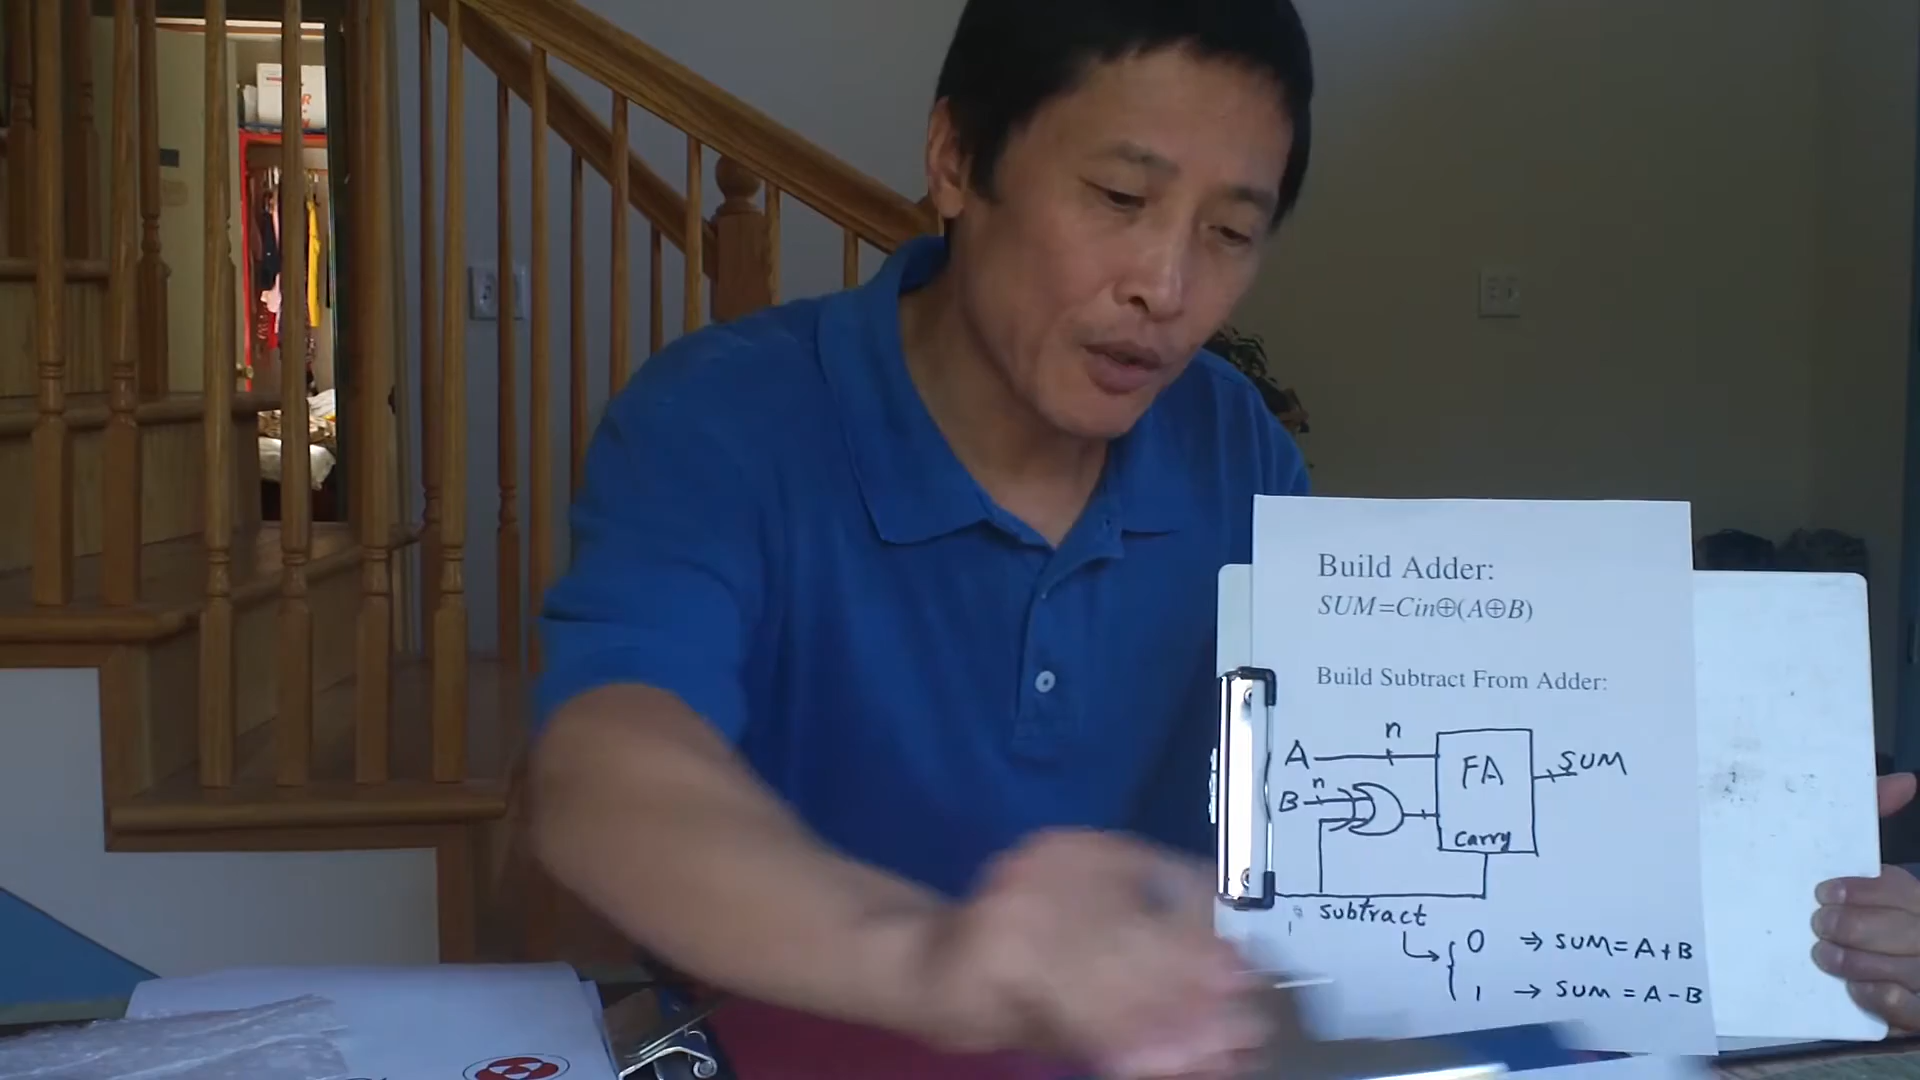 Build Adder:
SUM=Cin⊕(A⊕B)
Build Subtract From Adder:
n
A
FA
SUM
n
B
Carry
subtract
0 ⇒ SUM=A+B
1 → SUM = A-B